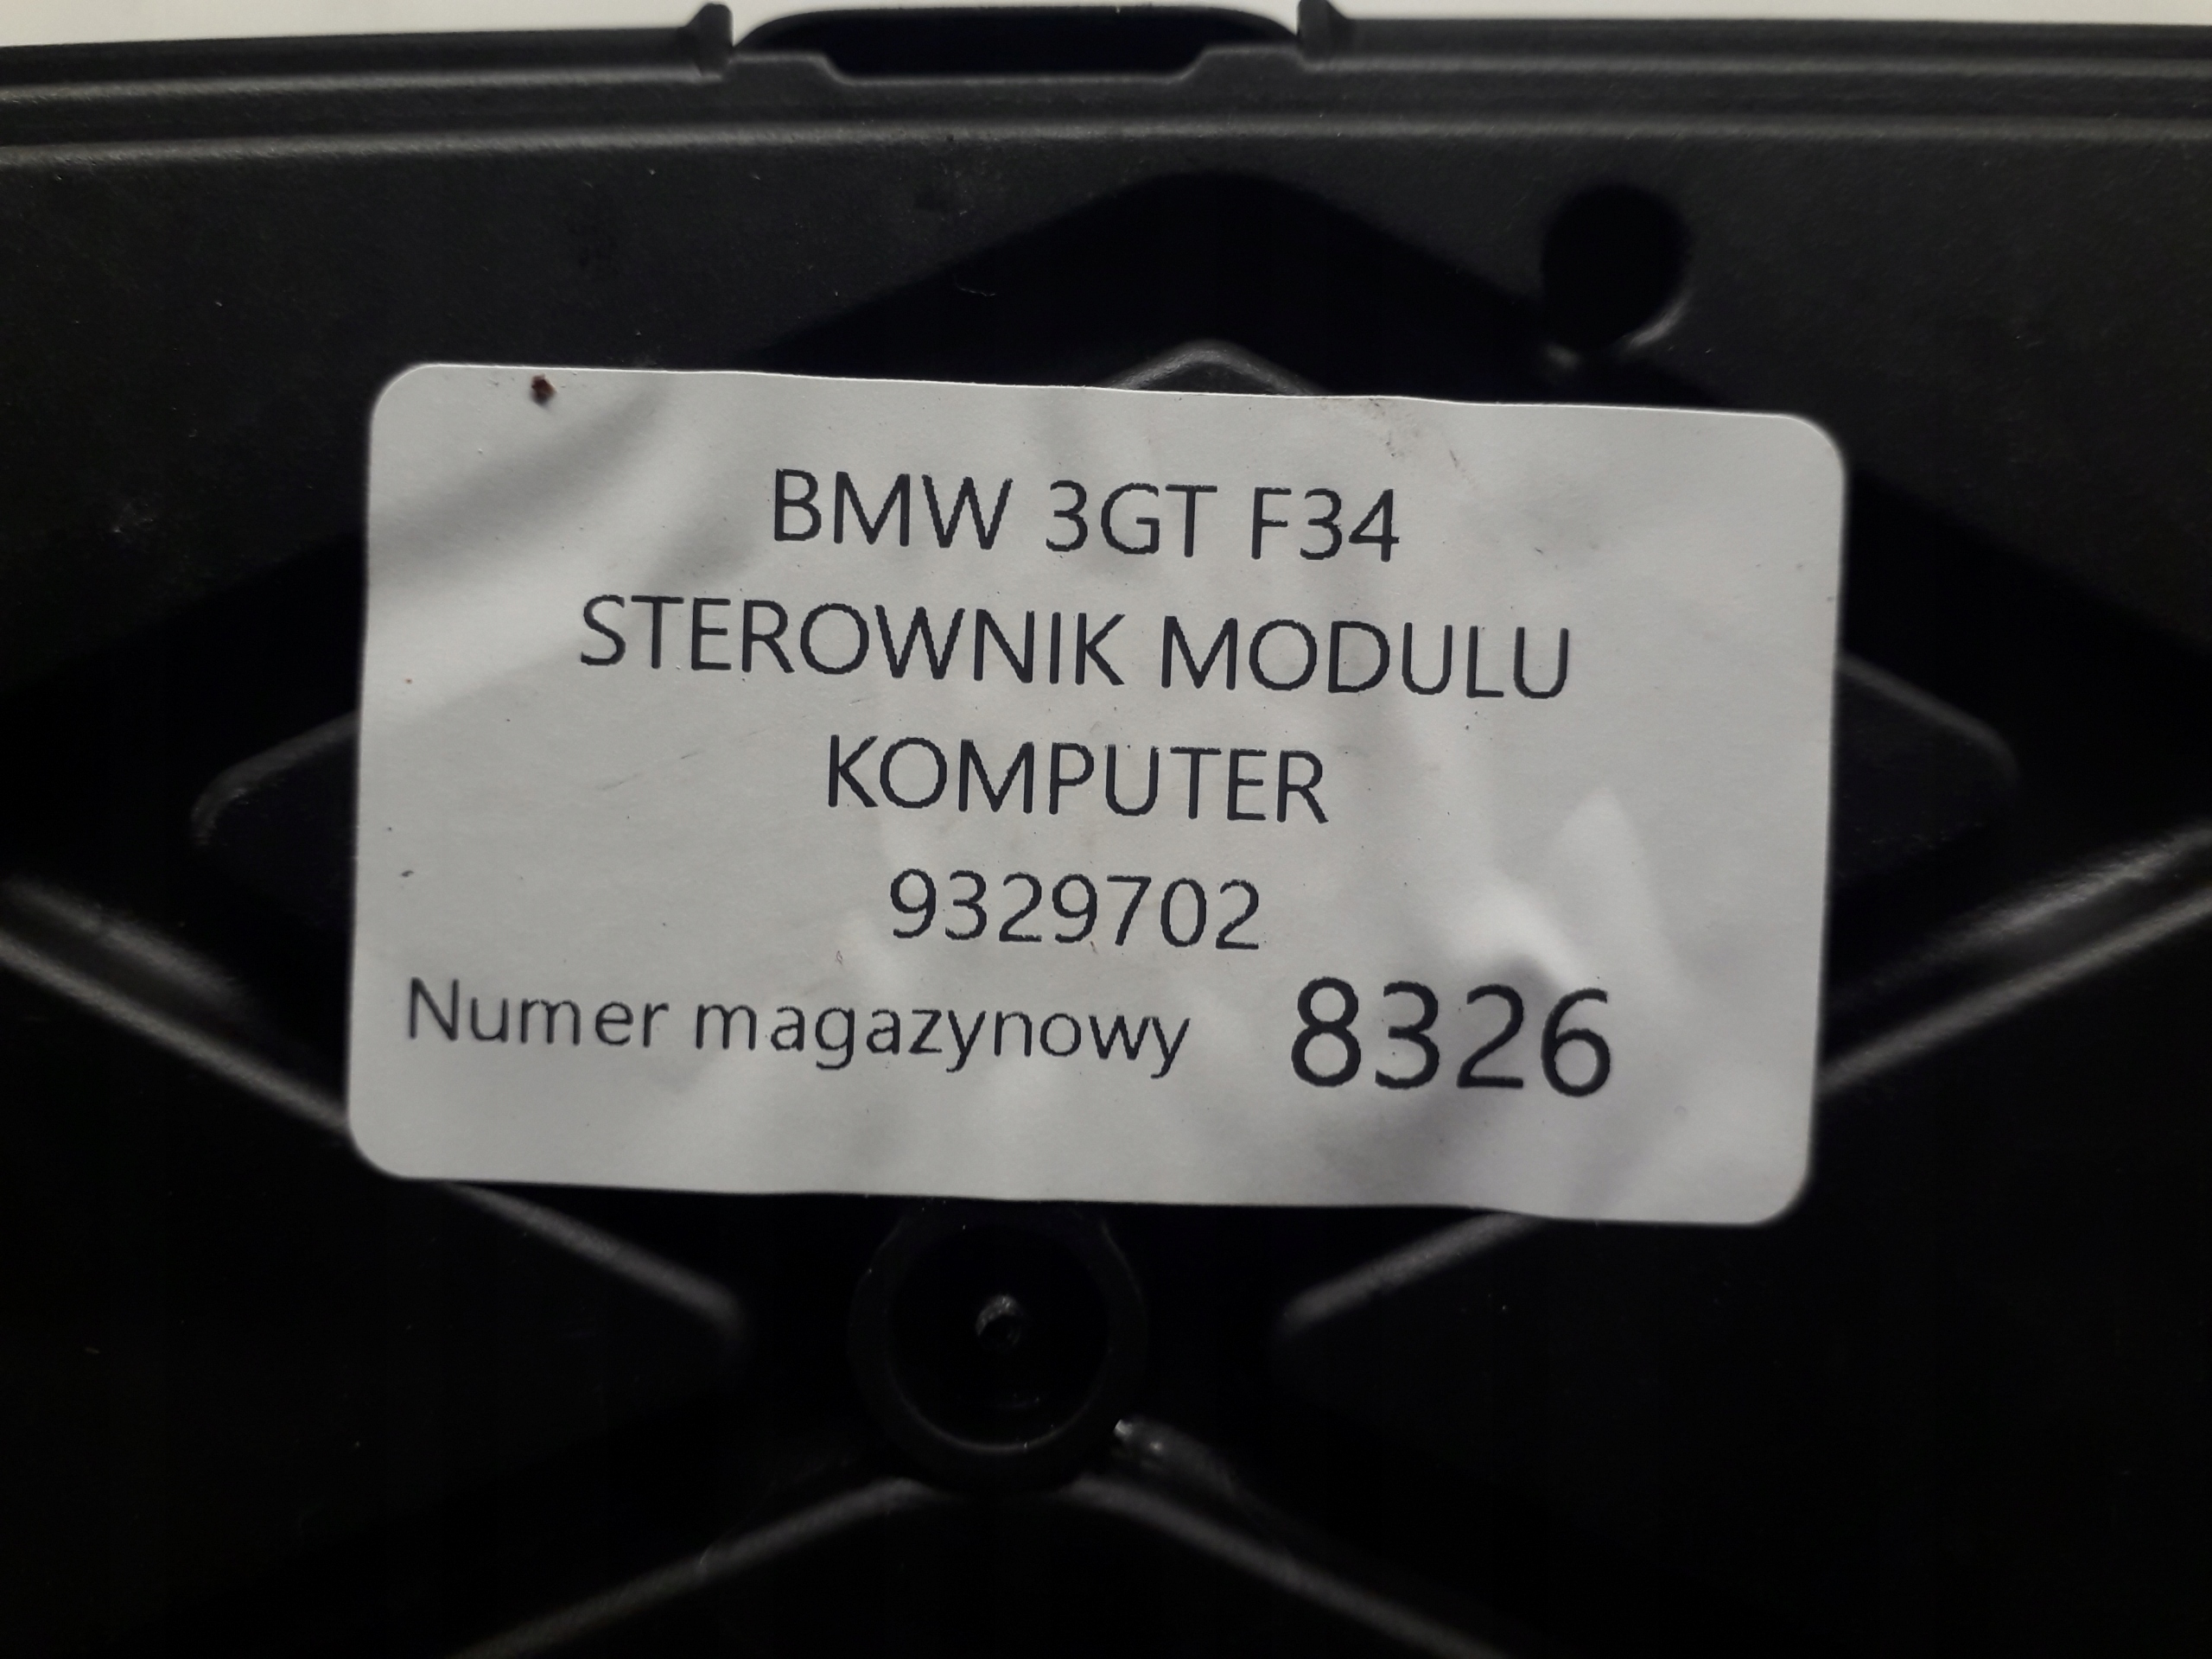 BMW 3GT F34
STEROWNIK MODULU
KOMPUTER
9329702
Numer magazynowy 8326